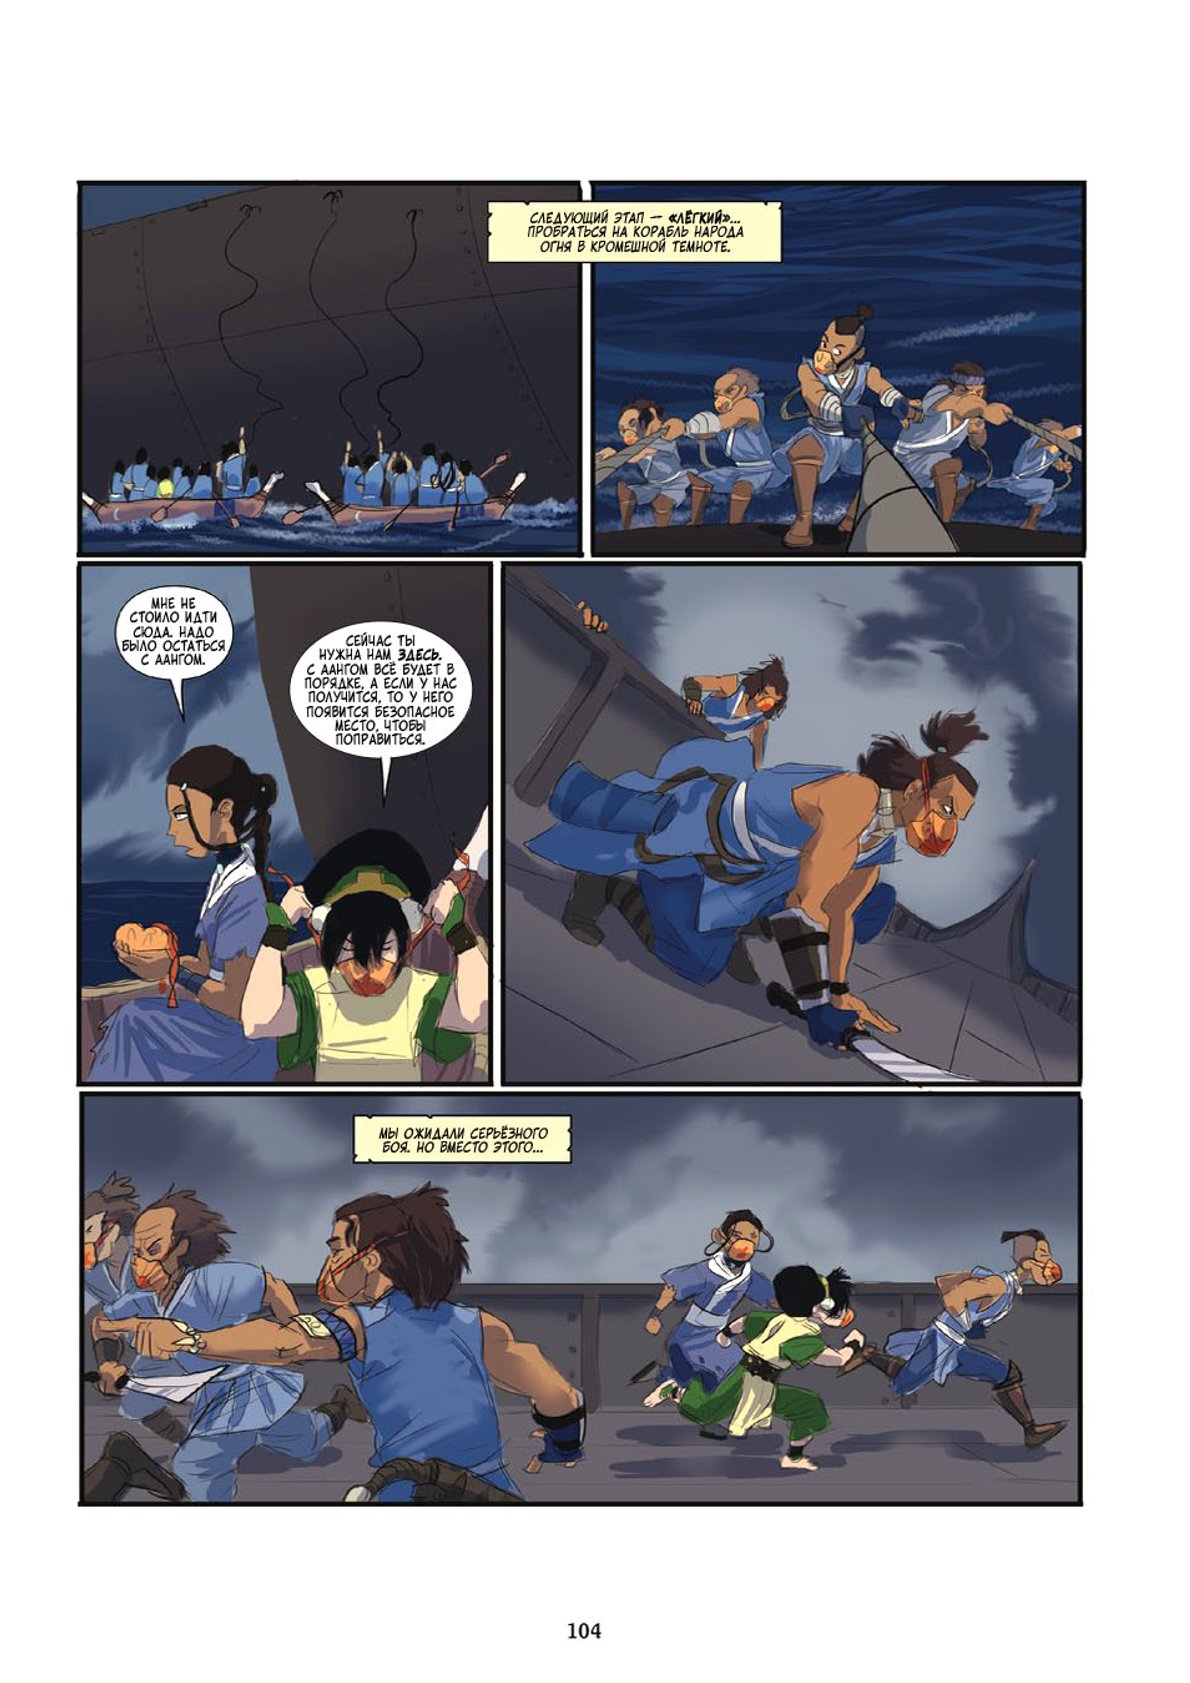 СЛЕДУЮЩИЙ ЭТАП — «ЛЁГКИЙ»...
ПРОБРАТЬСЯ НА КОРАБЛЬ НАРОДА
ОГНЯ В КРОМЕШНОЙ ТЕМНОТЕ.
МНЕ НЕ
СТОИЛО ИДТИ
СЮДА. НАДО
БЫЛО ОСТАТЬСЯ
С ААНГОМ.
СЕЙЧАС ТЫ
НУЖНА НАМ ЗДЕСЬ.
С ААНГОМ ВСЁ БУДЕТ В
ПОРЯДКЕ, А ЕСЛИ У НАС
ПОЛУЧИТСЯ, ТО У НЕГО
ПОЯВИТСЯ БЕЗОПАСНОЕ
МЕСТО, ЧТОБЫ
ПОПРАВИТЬСЯ.
МЫ ОЖИДАЛИ СЕРЬЁЗНОГО
БОЯ. НО ВМЕСТО ЭТОГО...
104